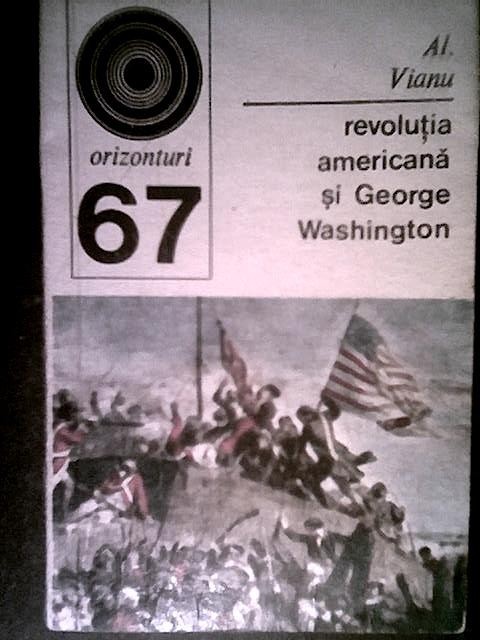 Al.
Vianu
revoluția
americană
și George
Washington
orizonturi
67